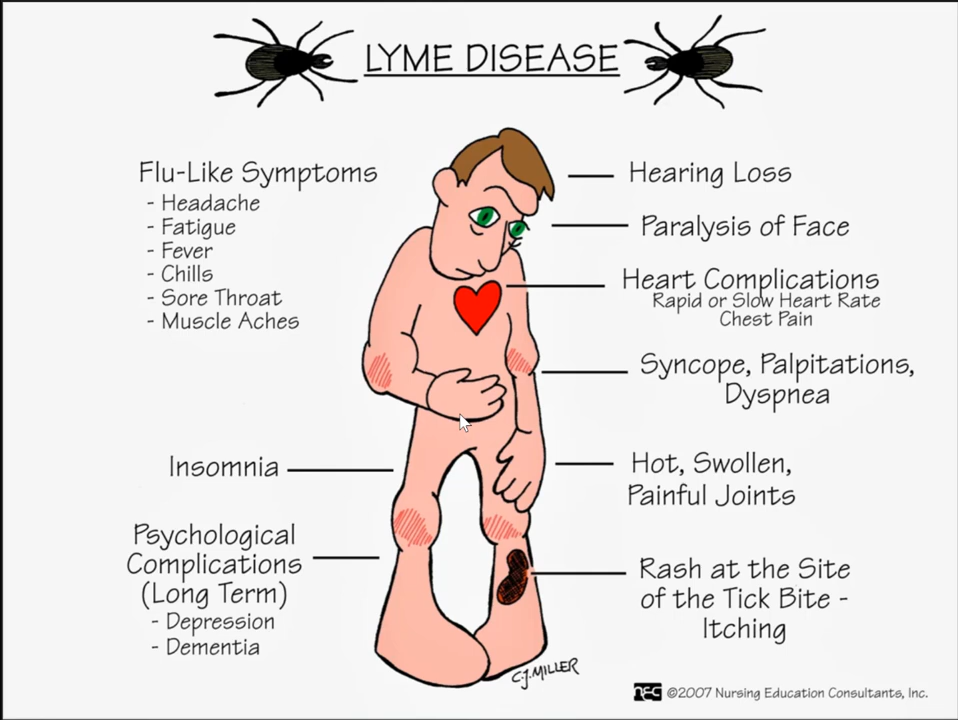 LYME DISEASE
Flu-Like Symptoms
- Headache
- Fatigue
- Fever
- Chills
- Sore Throat
- Muscle Aches
Insomnia
Psychological
Complications
(Long Term)
- Depression
- Dementia
Hearing Loss
Paralysis of Face
Heart Complications
Rapid or Slow Heart Rate
Chest Pain
Syncope, Palpitations,
Dyspnea
Hot, Swollen,
Painful Joints
Rash at the Site
of the Tick Bite -
Itching
C.J. MILLER
nec ©2007 Nursing Education Consultants, Inc.